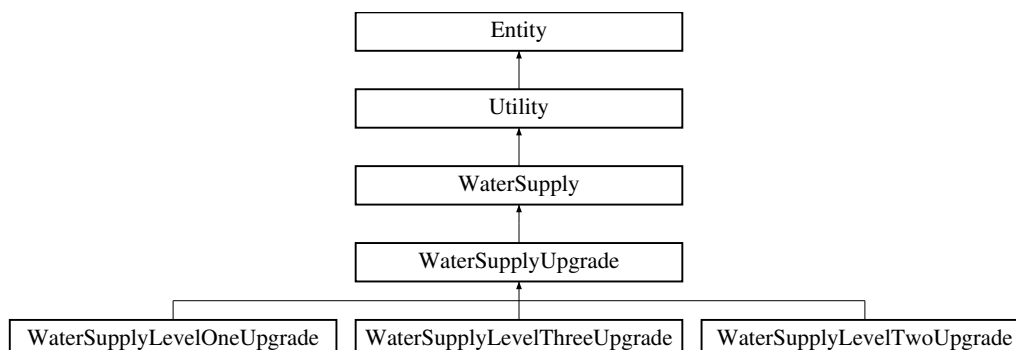 Entity
Utility
WaterSupply
WaterSupplyUpgrade
WaterSupplyLevelOneUpgrade
WaterSupplyLevelThreeUpgrade
WaterSupplyLevelTwoUpgrade